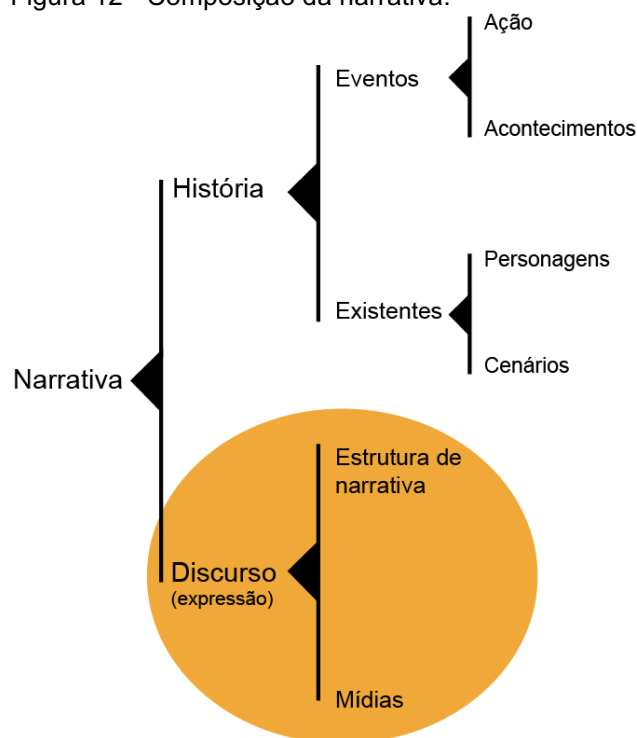 Figura 12 - Composição da narrativa.
Ação
Eventos
Acontecimentos
História
Personagens
Existentes
Cenários
Narrativa
Estrutura de
narrativa
Discurso
(expressão)
Mídias